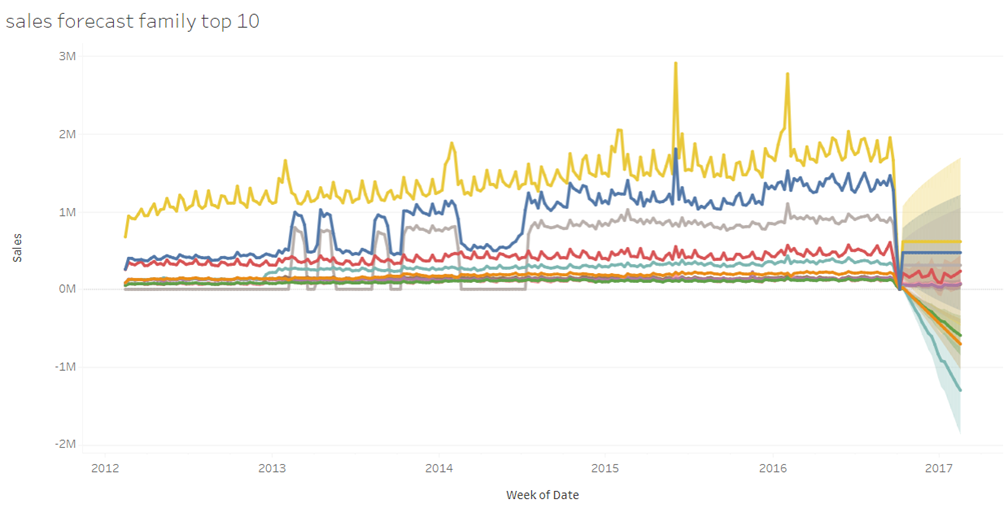 sales forecast family top 10
3M
2M
1M
0M
-1M
-2M
Sales
2012 2013 2014 2015 2016 2017
Week of Date